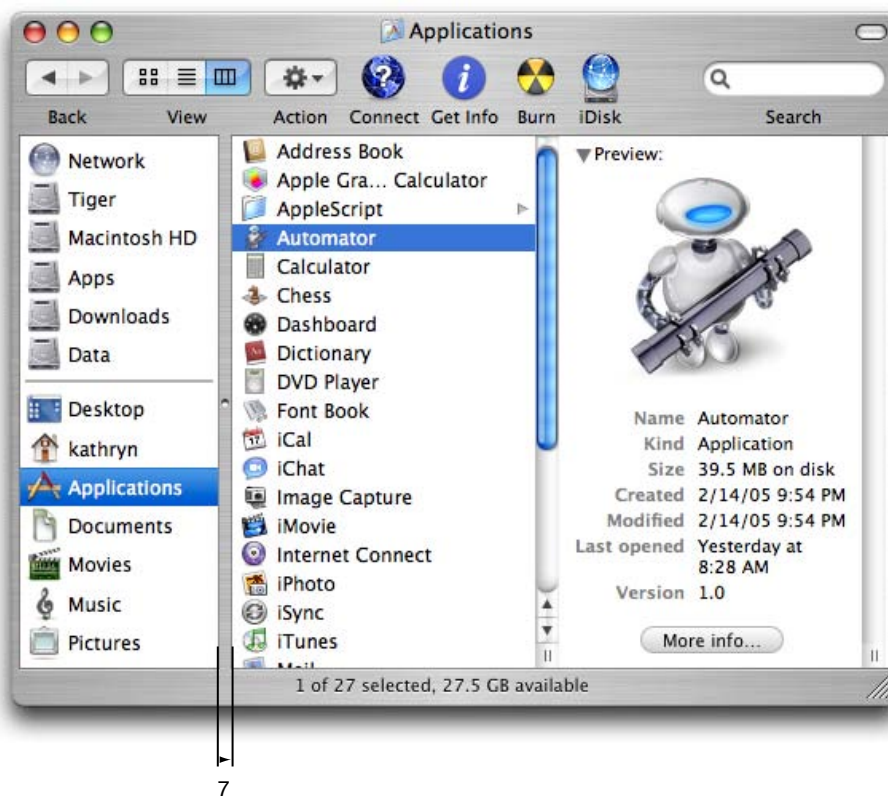 Applications
Back View Action Connect Get Info Burn iDisk Search
Network
Tiger
Macintosh HD
Apps
Downloads
Data
Desktop
kathryn
Applications
Documents
Movies
Music
Pictures
Address Book
Apple Gra... Calculator
AppleScript
Automator
Calculator
Chess
Dashboard
Dictionary
DVD Player
Font Book
iCal
iChat
Image Capture
iMovie
Internet Connect
iPhoto
iSync
iTunes
Mail
Preview:
Name Automator
Kind Application
Size 39.5 MB on disk
Created 2/14/05 9:54 PM
Modified 2/14/05 9:54 PM
Last opened Yesterday at
8:28 AM
Version 1.0
More info...
1 of 27 selected, 27.5 GB available
7